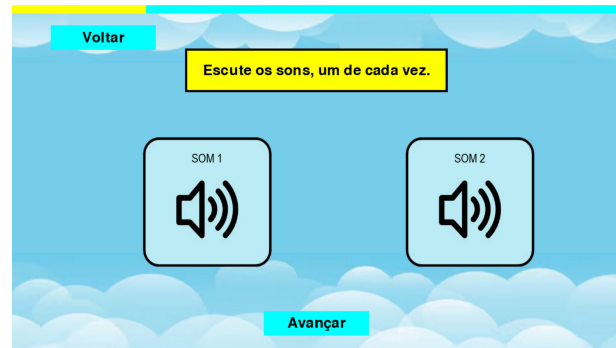 Voltar
Escute os sons, um de cada vez.
SOM 1
SOM 2
Avançar